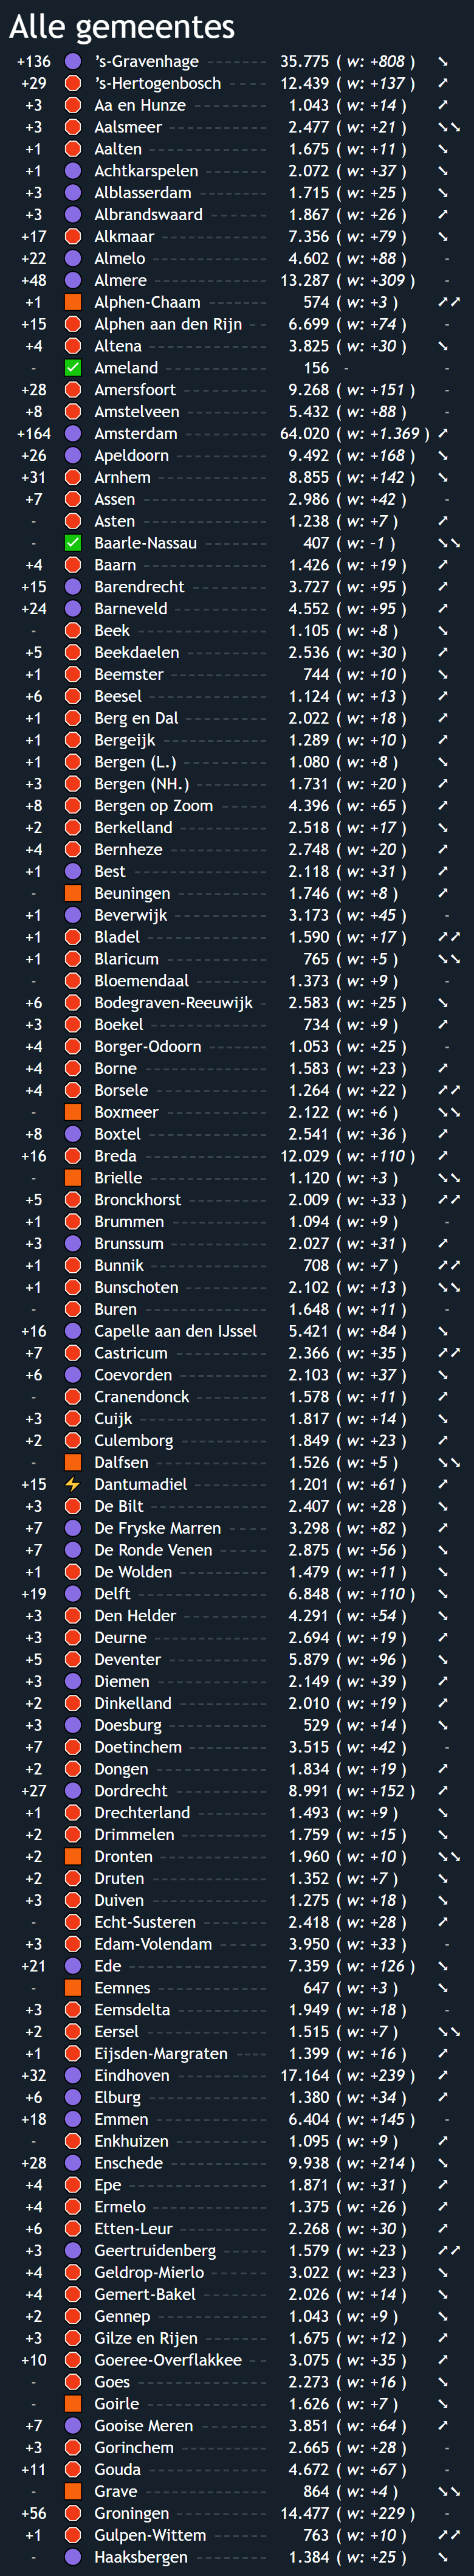 Alle gemeentes
+136 's-Gravenhage 35.775 ( w: +808 )
+29 's-Hertogenbosch 12.439 ( w: +137 )
+3 Aa en Hunze 1.043 ( w: +14 )
+3 Aalsmeer 2.477 ( w: +21 )
+1 Aalten 1.675 ( w: +11 )
+1 Achtkarspelen 2.072 ( w: +37 )
+3 Alblasserdam 1.715 ( w: +25 )
+3 Albrandswaard 1.867 ( w: +26 )
+17 Alkmaar 7.356 ( w: +79 )
+22 Almelo 4.602 ( w: +88 ) -
+48 Almere 13.287 ( w: +309 ) -
+1 Alphen-Chaam 574 ( w: +3 )
+15 Alphen aan den Rijn 6.699 ( w: +74 ) -
+4 Altena 3.825 ( w: +30 )
- Ameland 156 - -
+28 Amersfoort 9.268 ( w: +151 ) -
+8 Amstelveen 5.432 ( w: +88 ) -
+164 Amsterdam 64.020 ( w: +1.369 )
+26 Apeldoorn 9.492 ( w: +168 )
+31 Arnhem 8.855 ( w: +142 )
+7 Assen 2.986 ( w: +42 ) -
- Asten 1.238 ( w: +7 )
- Baarle-Nassau 407 ( w: -1 )
+4 Baarn 1.426 ( w: +19 )
+15 Barendrecht 3.727 ( w: +95 )
+24 Barneveld 4.552 ( w: +95 )
- Beek 1.105 ( w: +8 )
+5 Beekdaelen 2.536 ( w: +30 )
+1 Beemster 744 ( w: +10 )
+6 Beesel 1.124 ( w: +13 )
+1 Berg en Dal 2.022 ( w: +18 )
+1 Bergeijk 1.289 ( w: +10 )
+1 Bergen (L.) 1.080 ( w: +8 )
+3 Bergen (NH.) 1.731 ( w: +20 )
+8 Bergen op Zoom 4.396 ( w: +65 )
+2 Berkelland 2.518 ( w: +17 )
+4 Bernheze 2.748 ( w: +20 )
+1 Best 2.118 ( w: +31 )
- Beuningen 1.746 ( w: +8 )
+1 Beverwijk 3.173 ( w: +45 ) -
+1 Bladel 1.590 ( w: +17 )
+1 Blaricum 765 ( w: +5 )
- Bloemendaal 1.373 ( w: +9 ) -
+6 Bodegraven-Reeuwijk 2.583 ( w: +25 )
+3 Boekel 734 ( w: +9 )
+4 Borger-Odoorn 1.053 ( w: +25 ) -
+4 Borne 1.583 ( w: +23 )
+4 Borsele 1.264 ( w: +22 )
- Boxmeer 2.122 ( w: +6 )
+8 Boxtel 2.541 ( w: +36 )
+16 Breda 12.029 ( w: +110 )
- Brielle 1.120 ( w: +3 )
+5 Bronckhorst 2.009 ( w: +33 )
+1 Brummen 1.094 ( w: +9 ) -
+3 Brunssum 2.027 ( w: +31 )
+1 Bunnik 708 ( w: +7 )
+1 Bunschoten 2.102 ( w: +13 )
- Buren 1.648 ( w: +11 ) -
+16 Capelle aan den IJssel 5.421 ( w: +84 )
+7 Castricum 2.366 ( w: +35 )
+6 Coevorden 2.103 ( w: +37 )
- Cranendonck 1.578 ( w: +11 )
+3 Cuijk 1.817 ( w: +14 )
+2 Culemborg 1.849 ( w: +23 )
- Dalfsen 1.526 ( w: +5 )
+15 Dantumadiel 1.201 ( w: +61 )
+3 De Bilt 2.407 ( w: +28 )
+7 De Fryske Marren 3.298 ( w: +82 )
+7 De Ronde Venen 2.875 ( w: +56 )
+1 De Wolden 1.479 ( w: +11 )
+19 Delft 6.848 ( w: +110 )
+3 Den Helder 4.291 ( w: +54 )
+3 Deurne 2.694 ( w: +19 )
+5 Deventer 5.879 ( w: +96 )
+3 Diemen 2.149 ( w: +39 )
+2 Dinkelland 2.010 ( w: +19 )
+3 Doesburg 529 ( w: +14 )
+7 Doetinchem 3.515 ( w: +42 ) -
+2 Dongen 1.834 ( w: +19 )
+27 Dordrecht 8.991 ( w: +152 )
+1 Drechterland 1.493 ( w: +9 )
+2 Drimmelen 1.759 ( w: +15 )
+2 Dronten 1.960 ( w: +10 )
+2 Druten 1.352 ( w: +7 )
+3 Duiven 1.275 ( w: +18 )
- Echt-Susteren 2.418 ( w: +28 )
+3 Edam-Volendam 3.950 ( w: +33 ) -
+21 Ede 7.359 ( w: +126 )
- Eemnes 647 ( w: +3 )
+3 Eemsdelta 1.949 ( w: +18 ) -
+2 Eersel 1.515 ( w: +7 )
+1 Eijsden-Margraten 1.399 ( w: +16 )
+32 Eindhoven 17.164 ( w: +239 )
+6 Elburg 1.380 ( w: +34 )
+18 Emmen 6.404 ( w: +145 ) -
- Enkhuizen 1.095 ( w: +9 )
+28 Enschede 9.938 ( w: +214 )
+4 Epe 1.871 ( w: +31 )
+4 Ermelo 1.375 ( w: +26 )
+6 Etten-Leur 2.268 ( w: +30 )
+3 Geertruidenberg 1.579 ( w: +23 )
+4 Geldrop-Mierlo 3.022 ( w: +23 )
+4 Gemert-Bakel 2.026 ( w: +14 )
+2 Gennep 1.043 ( w: +9 )
+3 Gilze en Rijen 1.675 ( w: +12 )
+10 Goeree-Overflakkee 3.075 ( w: +35 )
- Goes 2.273 ( w: +16 )
- Goirle 1.626 ( w: +7 )
+7 Gooise Meren 3.851 ( w: +64 )
+3 Gorinchem 2.665 ( w: +28 ) -
+11 Gouda 4.672 ( w: +67 ) -
- Grave 864 ( w: +4 )
+56 Groningen 14.477 ( w: +229 ) -
+1 Gulpen-Wittem 763 ( w: +10 )
- Haaksbergen 1.384 ( w: +25 )